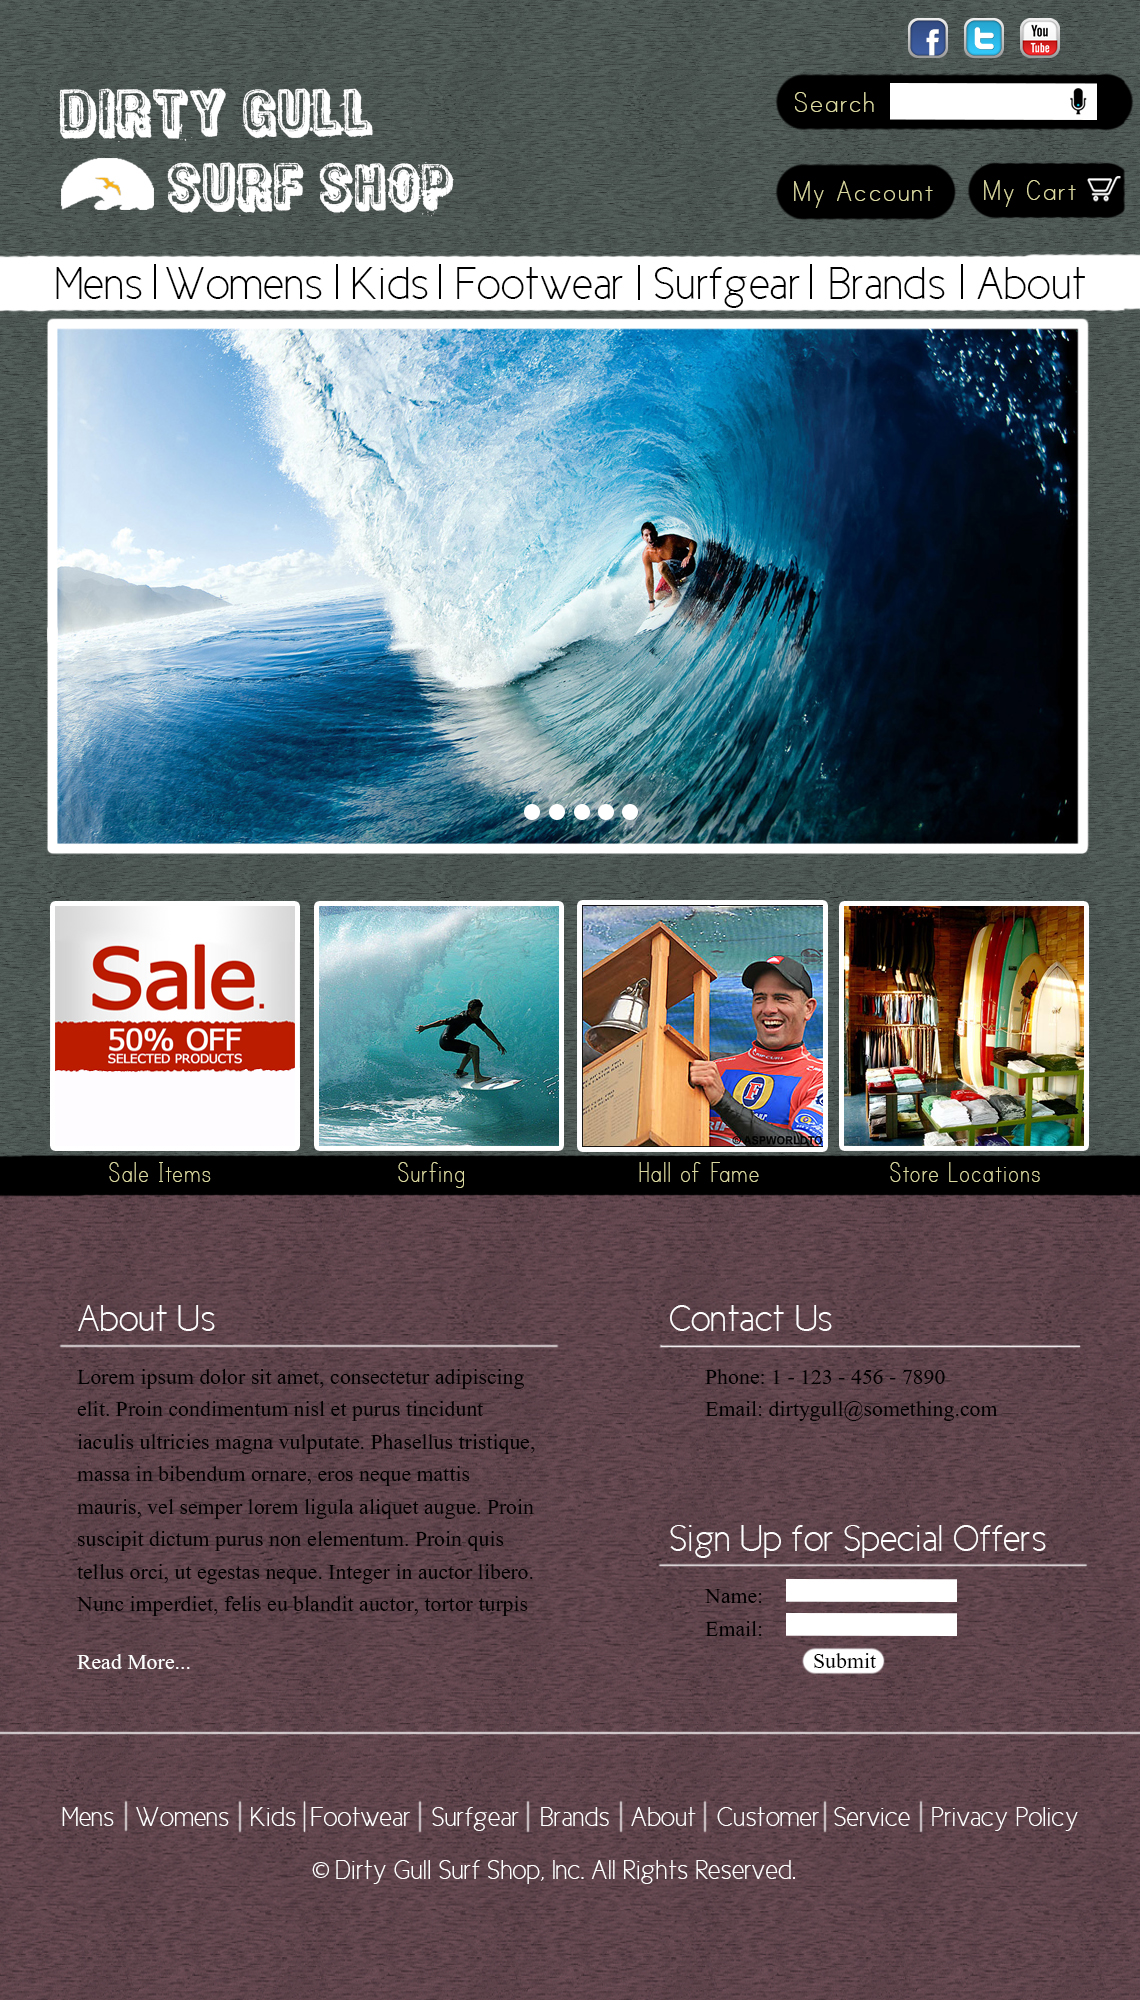 You
Tube
DIRTY GULL
SURF SHOP
Search
My Account
My Cart
Mens | Womens | Kids | Footwear | Surfgear | Brands | About
Sale.
50% OFF
SELECTED PRODUCTS
© ASPWORLDTO
Sale Items
Surfing
Hall of Fame
Store Locations
About Us
Lorem ipsum dolor sit amet, consectetur adipiscing
elit. Proin condimentum nisl et purus tincidunt
iaculis ultricies magna vulputate. Phasellus tristique,
massa in bibendum ornare, eros neque mattis
mauris, vel semper lorem ligula aliquet augue. Proin
suscipit dictum purus non elementum. Proin quis
tellus orci, ut egestas neque. Integer in auctor libero.
Nunc imperdiet, felis eu blandit auctor, tortor turpis
Read More...
Contact Us
Phone: 1 - 123 - 456 - 7890
Email: dirtygull@something.com
Sign Up for Special Offers
Name:
Email:
Submit
Mens | Womens | Kids | Footwear | Surfgear | Brands | About | Customer | Service | Privacy Policy
© Dirty Gull Surf Shop, Inc. All Rights Reserved.